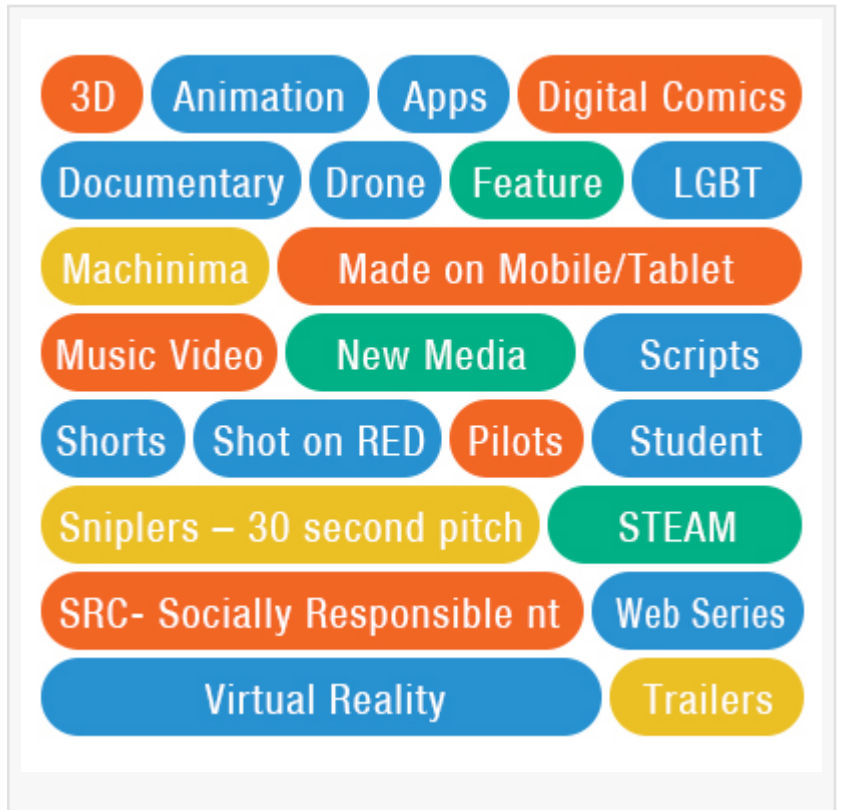 3D Animation Apps Digital Comics
Documentary Drone Feature LGBT
Machinima Made on Mobile/Tablet
Music Video New Media Scripts
Shorts Shot on RED Pilots Student
Sniplers – 30 second pitch STEAM
SRC- Socially Responsible nt Web Series
Virtual Reality Trailers